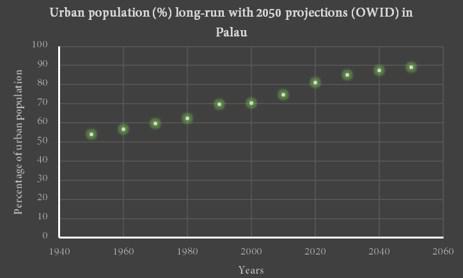 Urban population (%) long-run with 2050 projections (OWID) in
Palau
Percentage of urban population
100
90
80
70
60
50
40
30
20
10
0
1940 1960 1980 2000 2020 2040 2060
Years